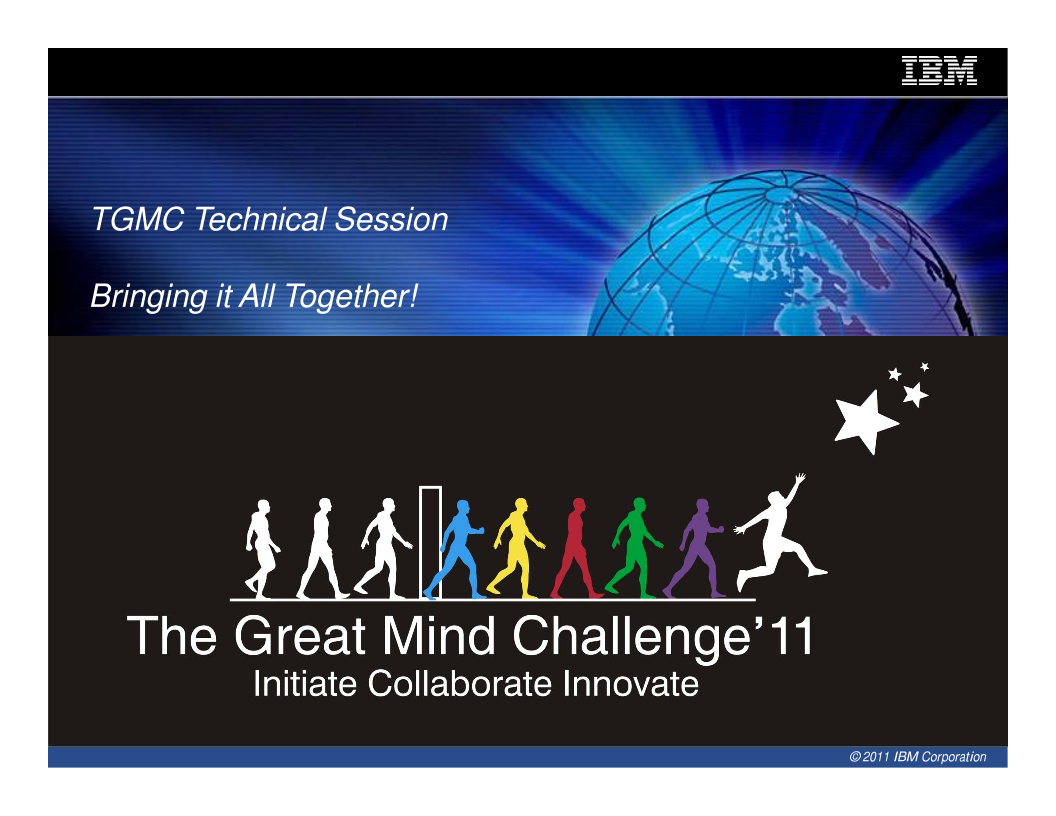 IBM
TGMC Technical Session
Bringing it All Together!
The Great Mind Challenge’11
Initiate Collaborate Innovate
© 2011 IBM Corporation